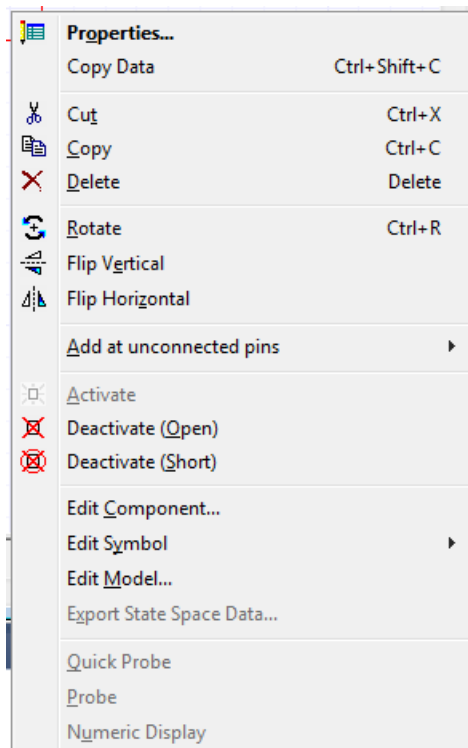 Properties...
Copy Data Ctrl+Shift+C
Cut Ctrl+X
Copy Ctrl+C
Delete Delete
Rotate Ctrl+R
Flip Vertical
Flip Horizontal
Add at unconnected pins
Activate
Deactivate (Open)
Deactivate (Short)
Edit Component...
Edit Symbol
Edit Model...
Export State Space Data...
Quick Probe
Probe
Numeric Display